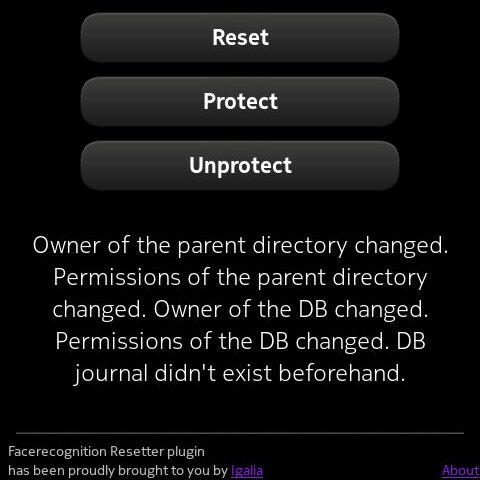 Reset
Protect
Unprotect
Owner of the parent directory changed.
Permissions of the parent directory
changed. Owner of the DB changed.
Permissions of the DB changed. DB
journal didn't exist beforehand.
Facerecognition Resetter plugin
has been proudly brought to you by Igalia
About